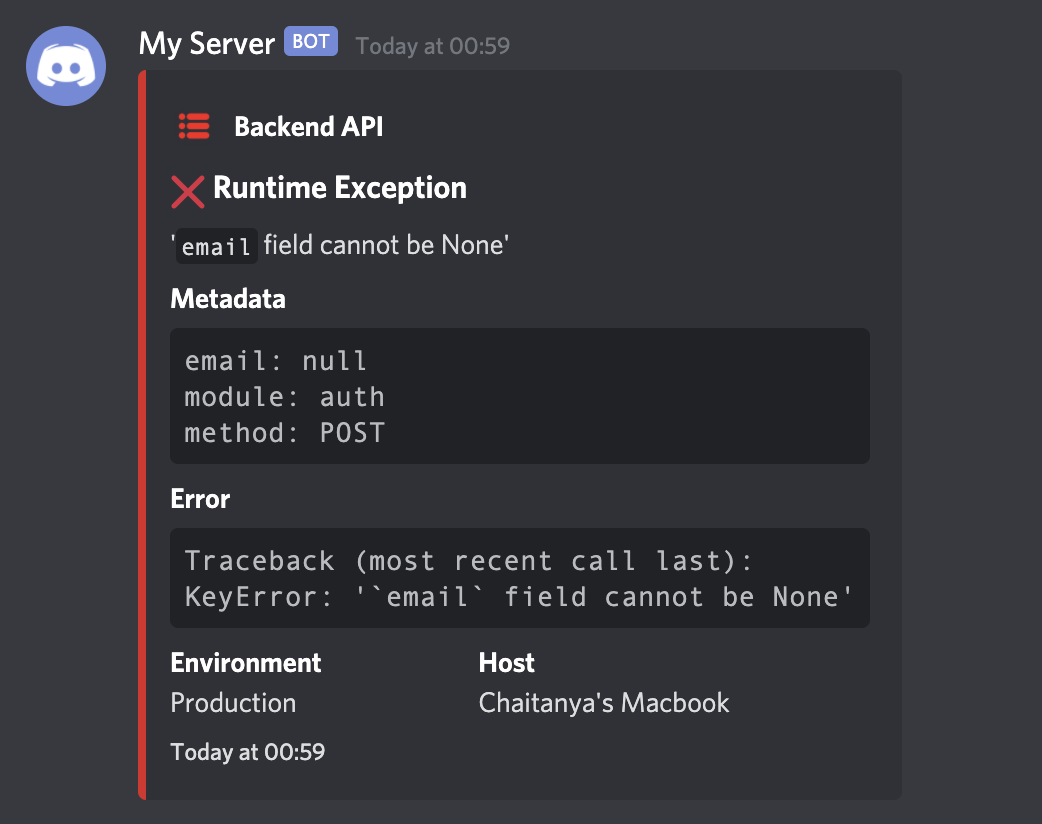 My Server BOT Today at 00:59
Backend API
Runtime Exception
'email field cannot be None'
Metadata
email: null
module: auth
method: POST
Error
Traceback (most recent call last):
KeyError: '`email` field cannot be None'
Environment Host
Production Chaitanya's Macbook
Today at 00:59